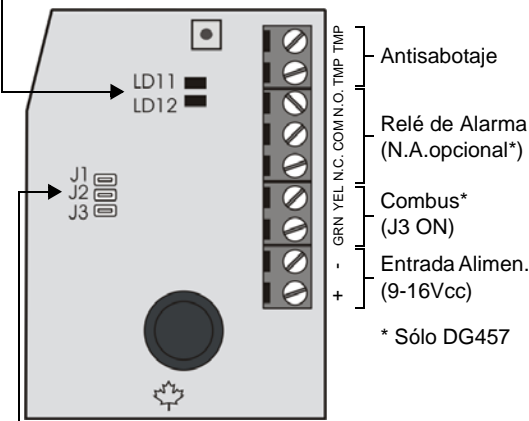 LD11
LD12
J1
J2
J3
TMP TMP
N.C. COM N.O.
GRN YEL
-
+
Antisabotaje
Relé de Alarma
(N.A.opcional*)
Combus*
(J3 ON)
Entrada Alimen.
(9-16Vcc)
* Sólo DG457